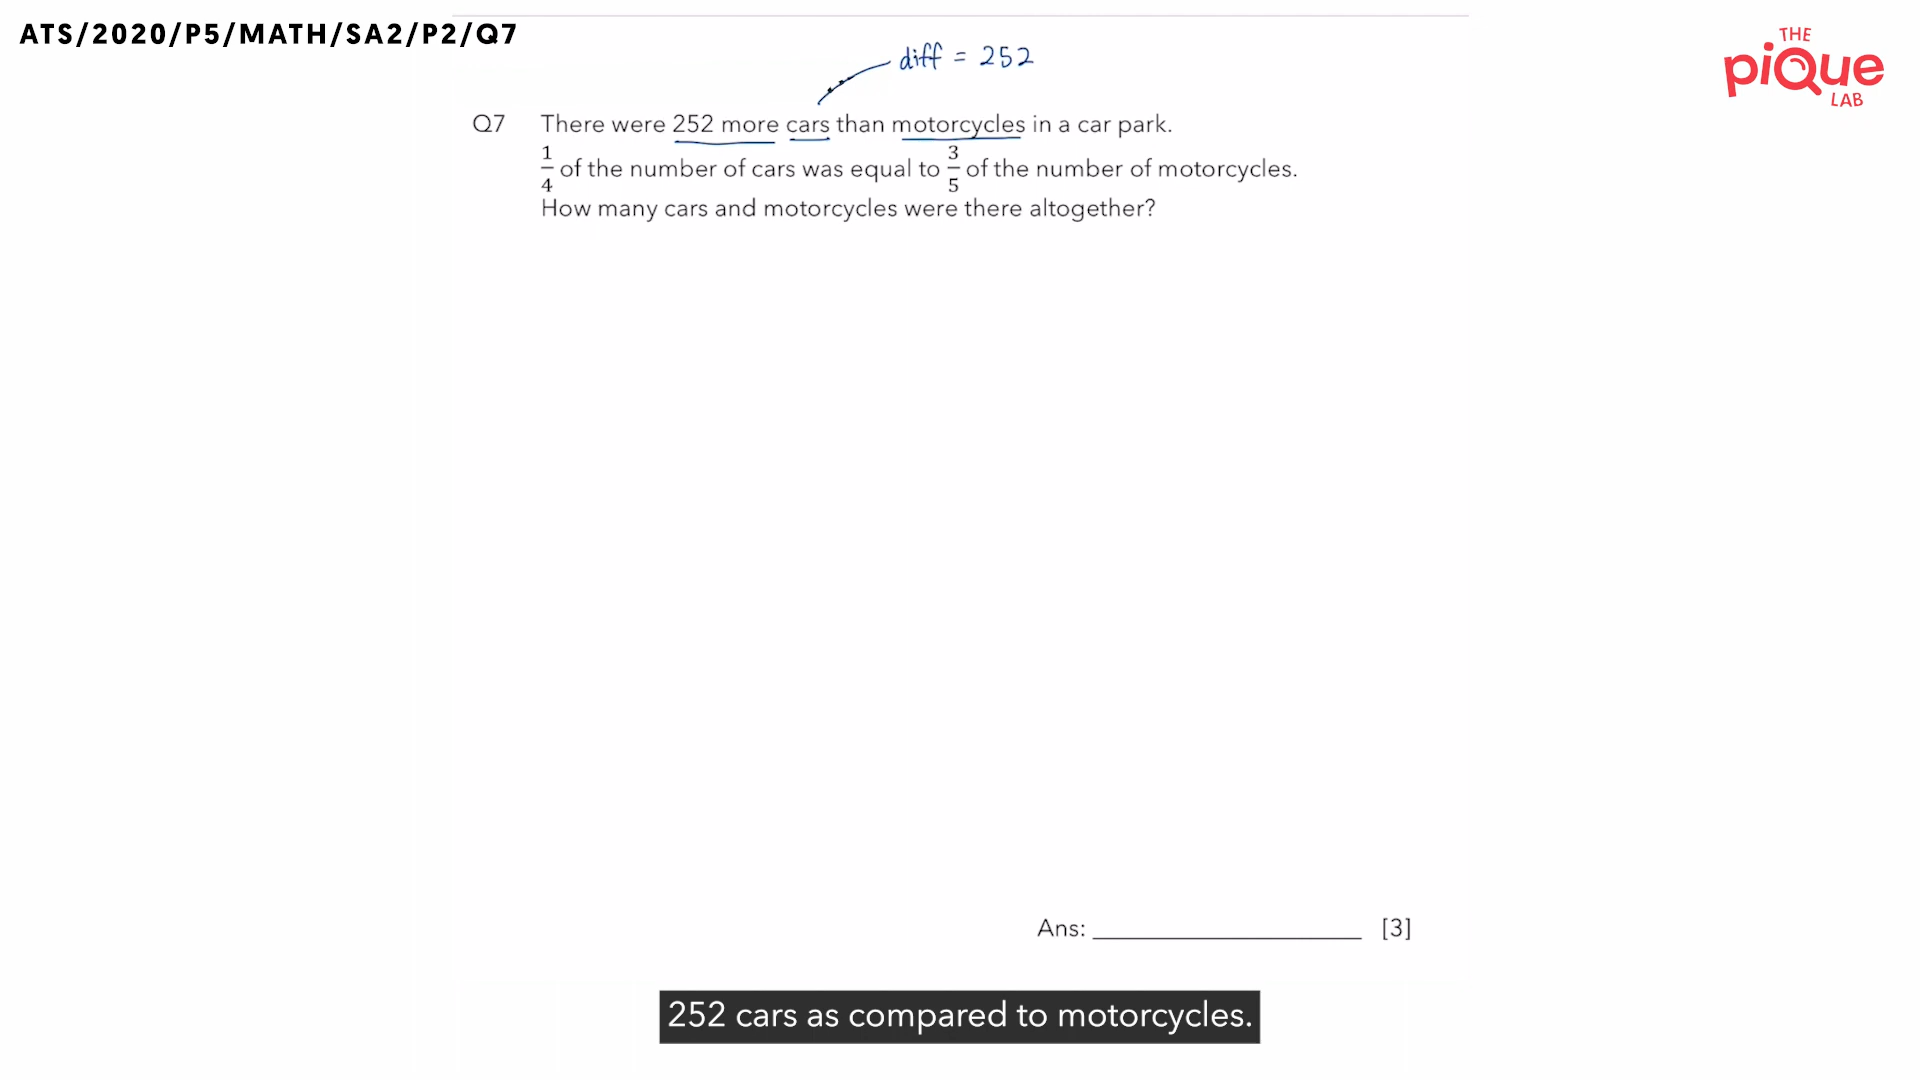 ATS/2020/P5/MATH/SA2/P2/Q7
THE
piQue
LAB
diff = 252
Q7 There were 252 more cars than motorcycles in a car park.
1/4 of the number of cars was equal to 3/5 of the number of motorcycles.
How many cars and motorcycles were there altogether?
Ans: ____________________ [3]
252 cars as compared to motorcycles.